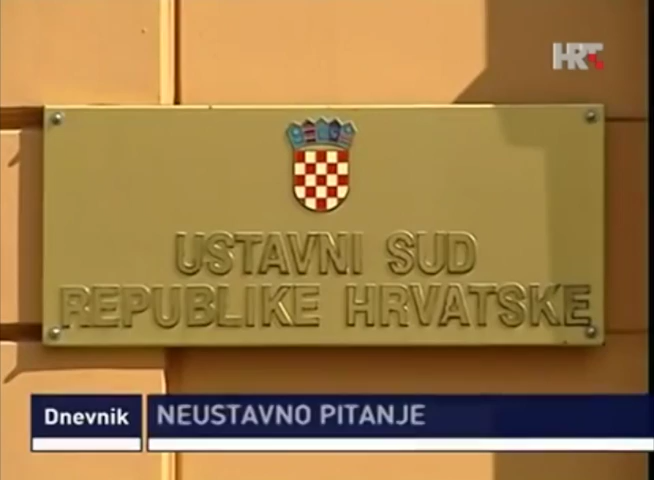 HRT
USTAVNI SUD
REPUBLIKE HRVATSKE
Dnevnik
NEUSTAVNO PITANJE